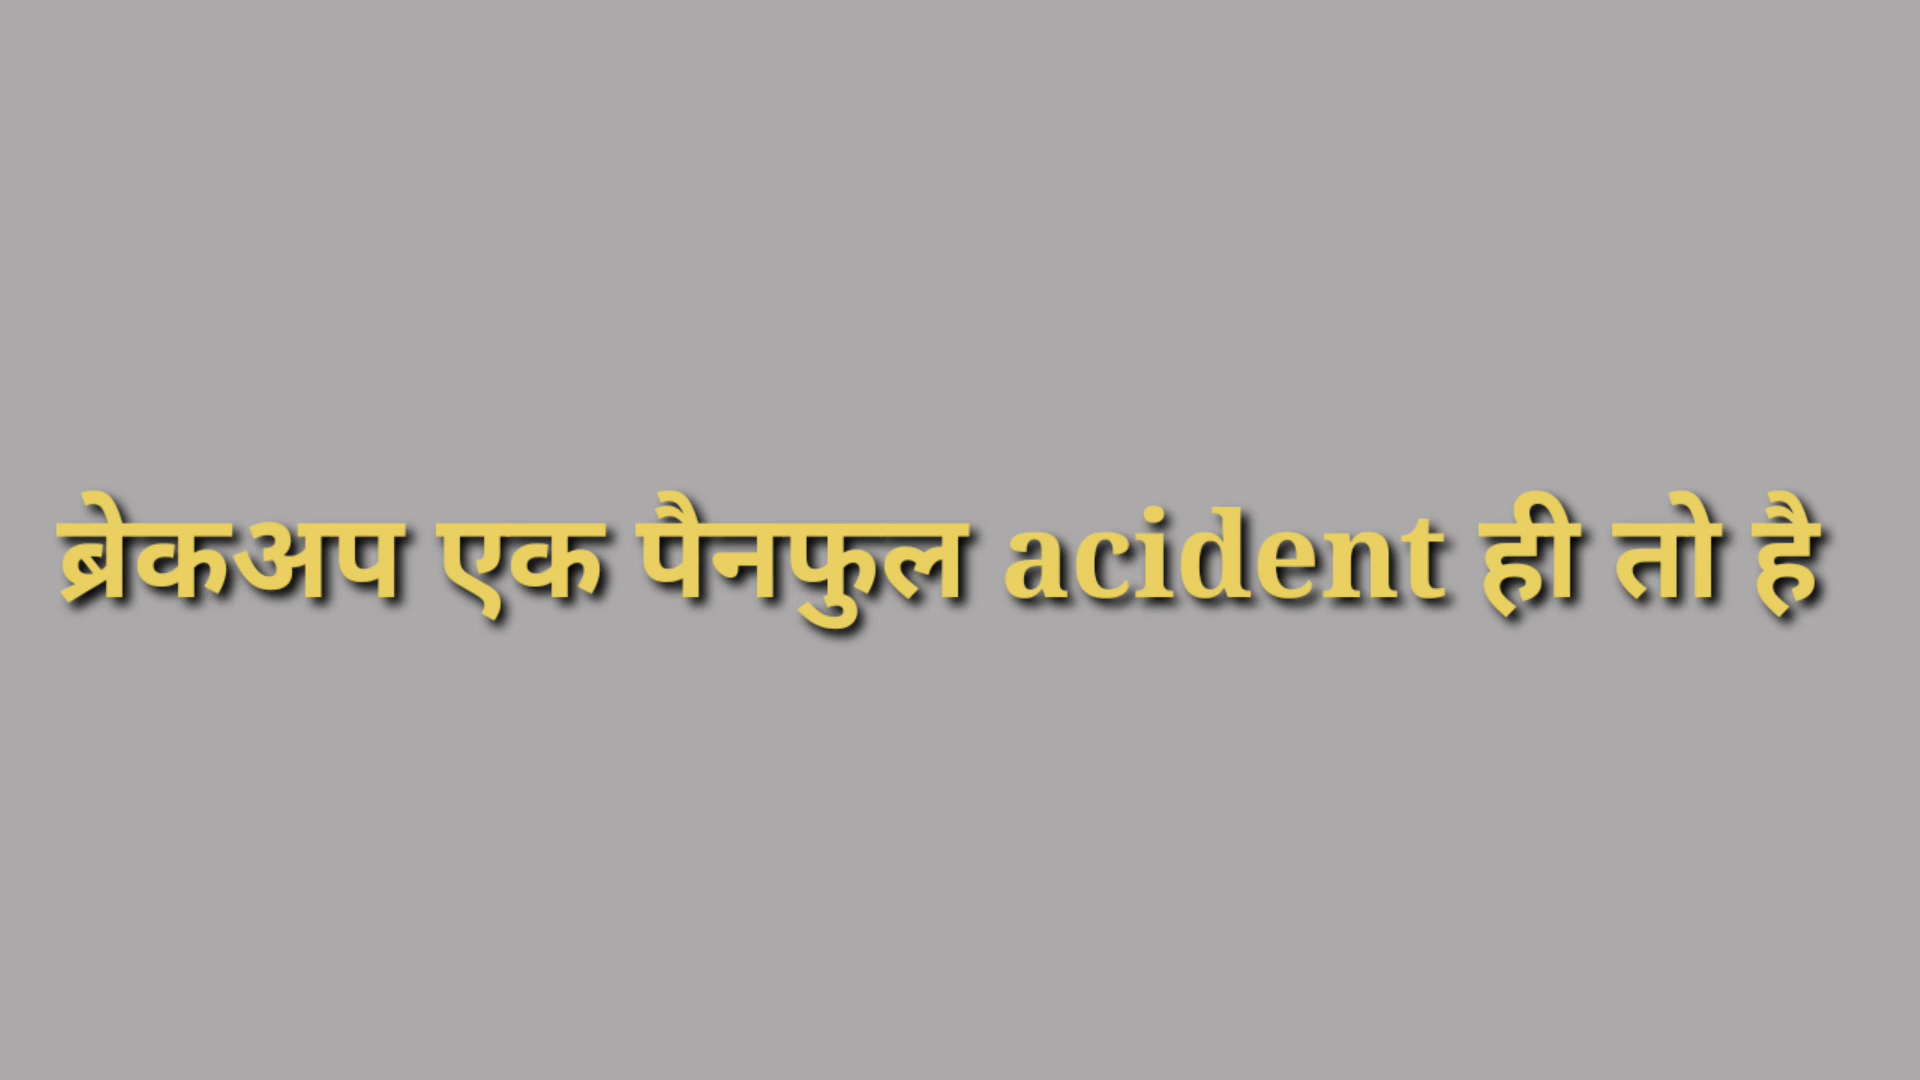 ब्रेकअप एक पैनफुल acident ही तो है